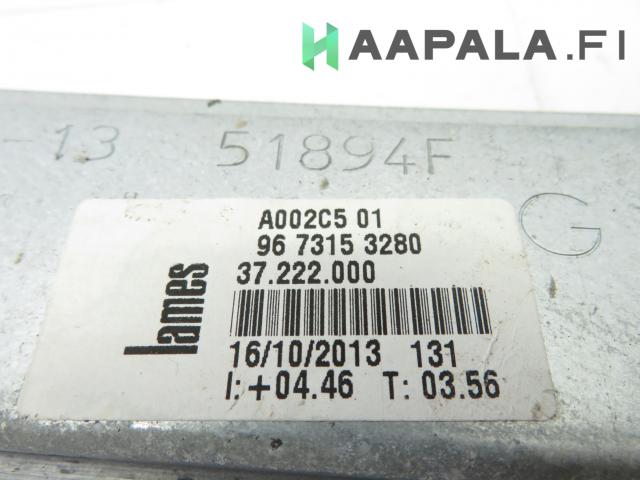 HAAPALA.FI
-13 51894F
G
A002C5 01
96 7315 3280
37.222.000
lames
16/10/2013 131
I:+04.46 T: 03.56